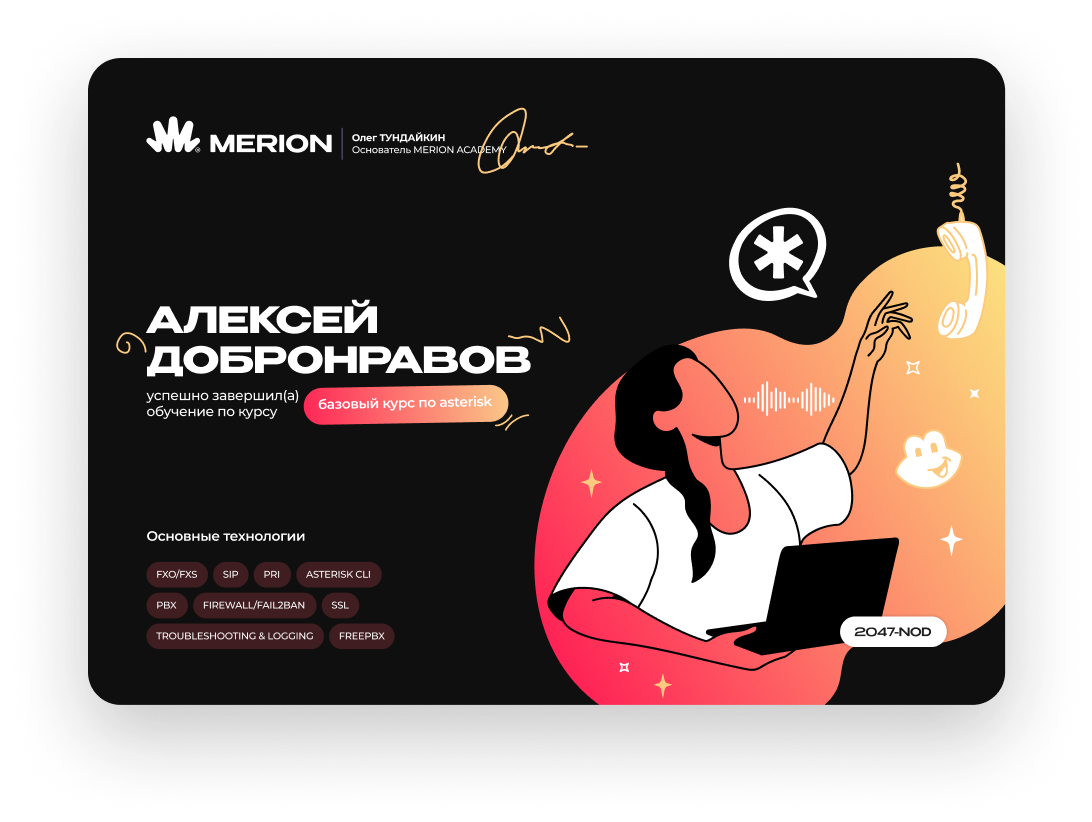 MERION
Олег ТУНДАЙКИН
Основатель MERION ACADEMY
АЛЕКСЕЙ
ДОБРОНРАВОВ
успешно завершил(а)
обучение по курсу
базовый курс по asterisk
Основные технологии
FXO/FXS SIP PRI ASTERISK CLI
PBX FIREWALL/FAIL2BAN SSL
TROUBLESHOOTING & LOGGING FREEPBX
2047-NOD